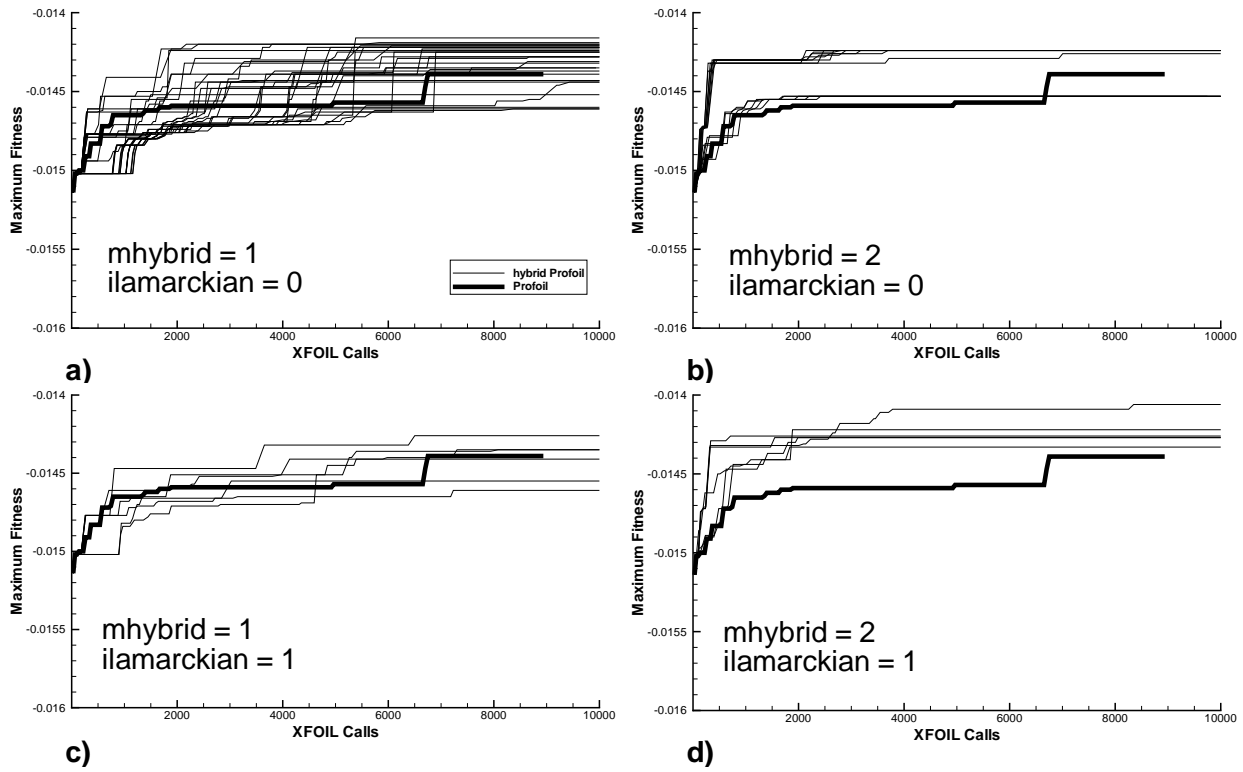 -0.014
-0.0145
-0.015
-0.0155
-0.016
Maximum Fitness
mhybrid = 1
ilamarckian = 0
hybrid Profoil
Profoil
2000 4000 6000 8000 10000
XFOIL Calls
a)
-0.014
-0.0145
-0.015
-0.0155
-0.016
Maximum Fitness
mhybrid = 2
ilamarckian = 0
2000 4000 6000 8000 10000
XFOIL Calls
b)
-0.014
-0.0145
-0.015
-0.0155
-0.016
Maximum Fitness
mhybrid = 1
ilamarckian = 1
2000 4000 6000 8000 10000
XFOIL Calls
c)
-0.014
-0.0145
-0.015
-0.0155
-0.016
Maximum Fitness
mhybrid = 2
ilamarckian = 1
2000 4000 6000 8000 10000
XFOIL Calls
d)